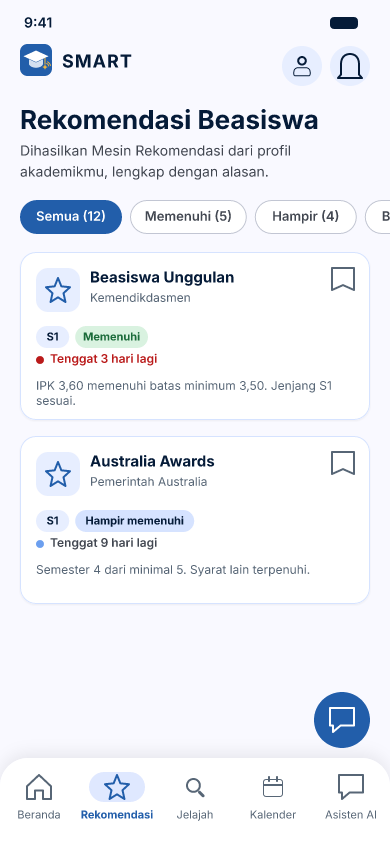 9:41
SMART
Rekomendasi Beasiswa
Dihasilkan Mesin Rekomendasi dari profil
akademikmu, lengkap dengan alasan.
Semua (12)
Memenuhi (5)
Hampir (4)
B
Beasiswa Unggulan
Kemendikdasmen
S1
Memenuhi
Tenggat 3 hari lagi
IPK 3,60 memenuhi batas minimum 3,50. Jenjang S1
sesuai.
Australia Awards
Pemerintah Australia
S1
Hampir memenuhi
Tenggat 9 hari lagi
Semester 4 dari minimal 5. Syarat lain terpenuhi.
Beranda
Rekomendasi
Jelajah
Kalender
Asisten AI